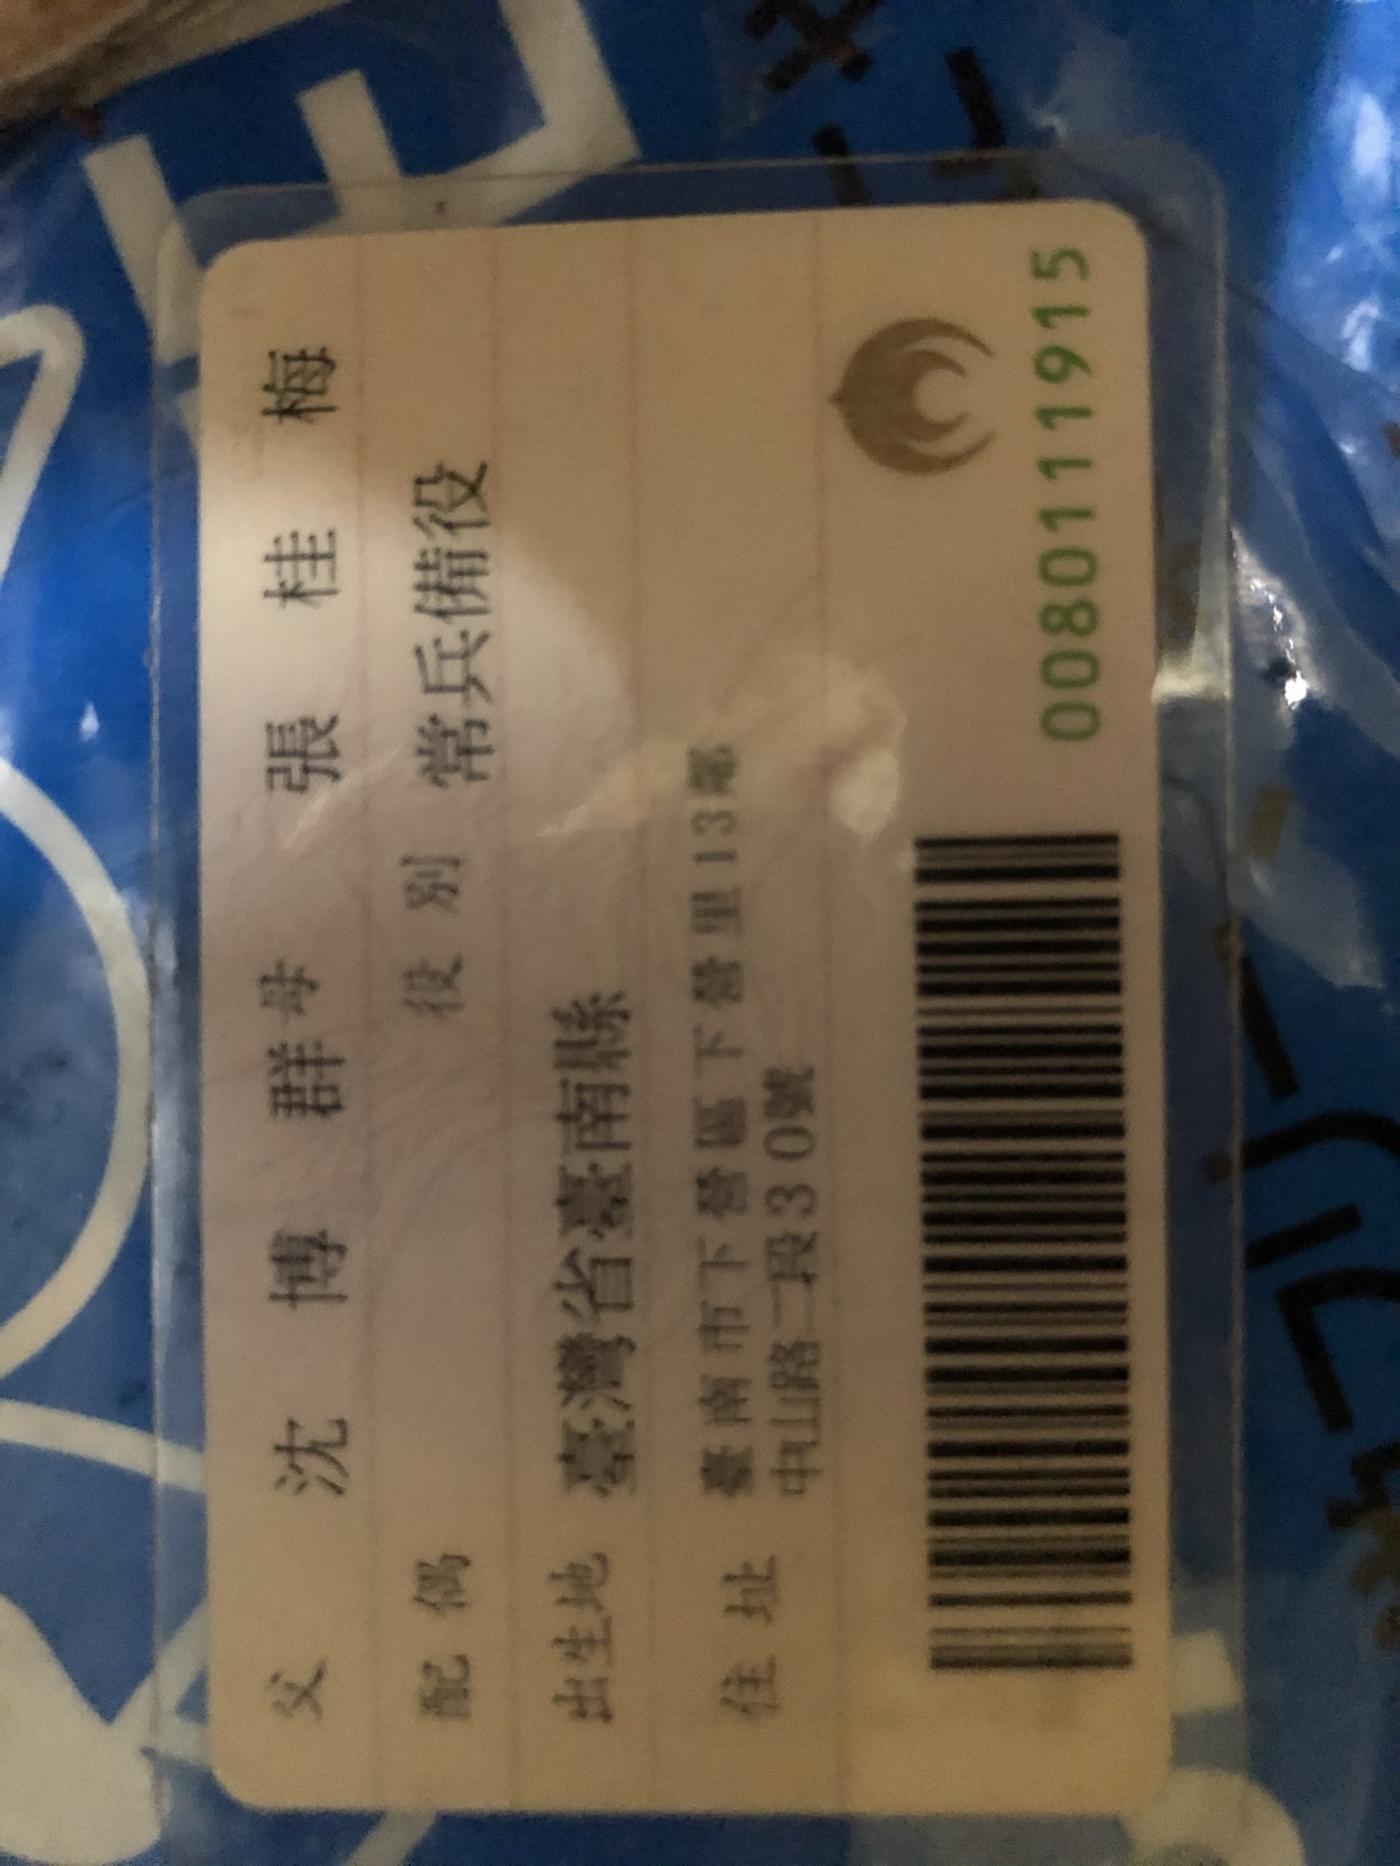 父 沈博群 母 張桂梅
配偶 役別 常兵備役
出生地 臺灣省臺南縣
住址 臺南市下營區下營里13鄰
中山路二段30號
0080111915